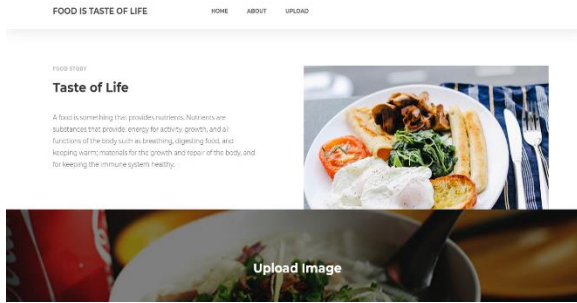 FOOD IS TASTE OF LIFE
HOME ABOUT UPLOAD
FOOD STORY
Taste of Life
A food is something that provides nutrients. Nutrients are
substances that provide: energy for activity, growth, and all
functions of the body such as breathing, digesting food, and
keeping warm; materials for the growth and repair of the body, and
for keeping the immune system healthy.
Upload Image